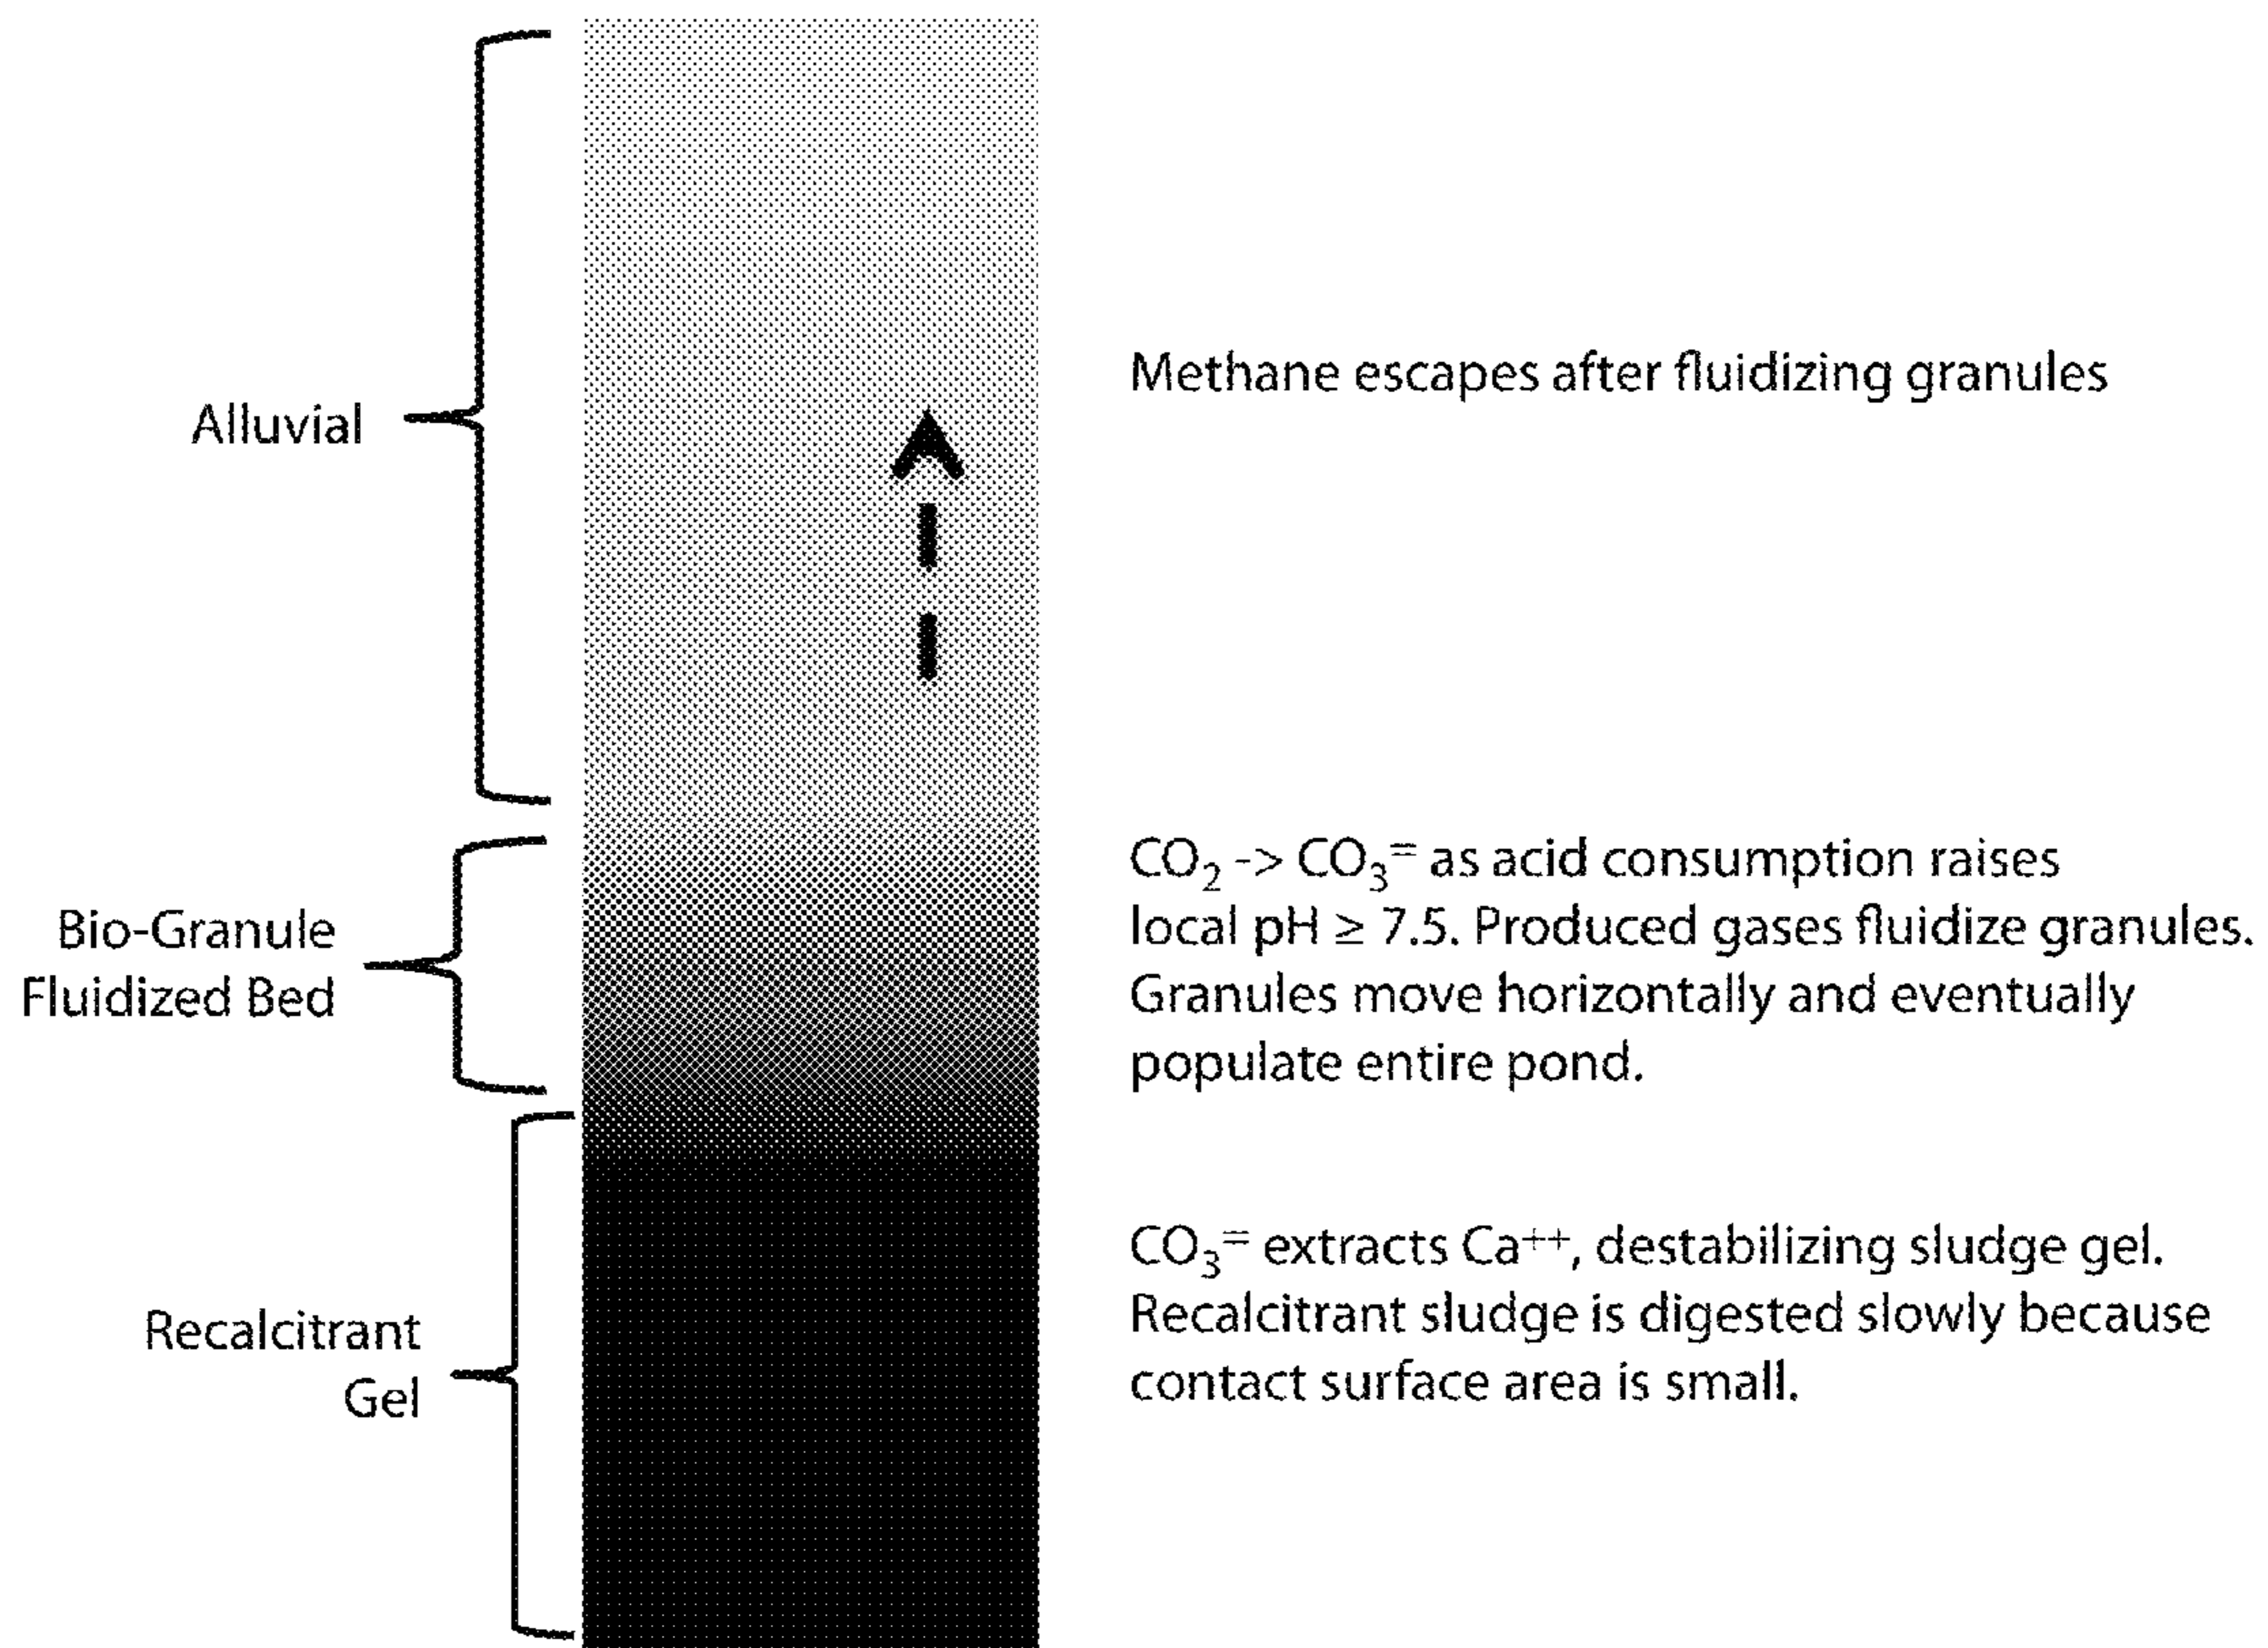 Alluvial
Methane escapes after fluidizing granules
Bio-Granule
Fluidized Bed
CO₂ -> CO₃⁼ as acid consumption raises
local pH ≥ 7.5. Produced gases fluidize granules.
Granules move horizontally and eventually
populate entire pond.
Recalcitrant
Gel
CO₃⁼ extracts Ca⁺⁺, destabilizing sludge gel.
Recalcitrant sludge is digested slowly because
contact surface area is small.